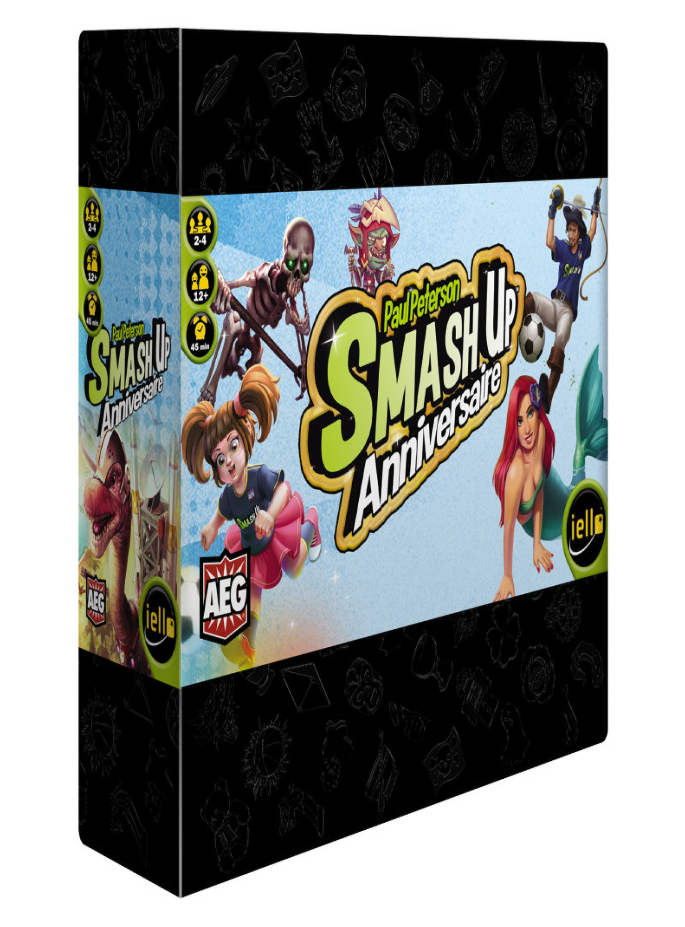 2-4
12+
45 min
Paul Peterson
SMASH UP
Anniversaire
AEG
iello
2-4
12+
45 min
Paul Peterson
SMASH UP
Anniversaire
SMASH
AEG
iello